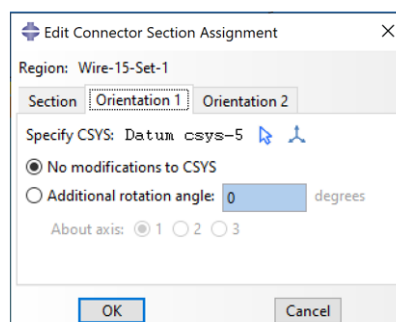 Edit Connector Section Assignment
Region: Wire-15-Set-1
Section Orientation 1 Orientation 2
Specify CSYS: Datum csys-5
No modifications to CSYS
Additional rotation angle: 0 degrees
About axis: 1 2 3
OK Cancel